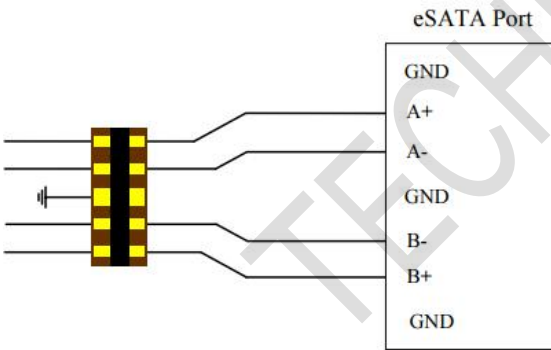 eSATA Port
GND
A+
A-
GND
B-
B+
GND
TECH